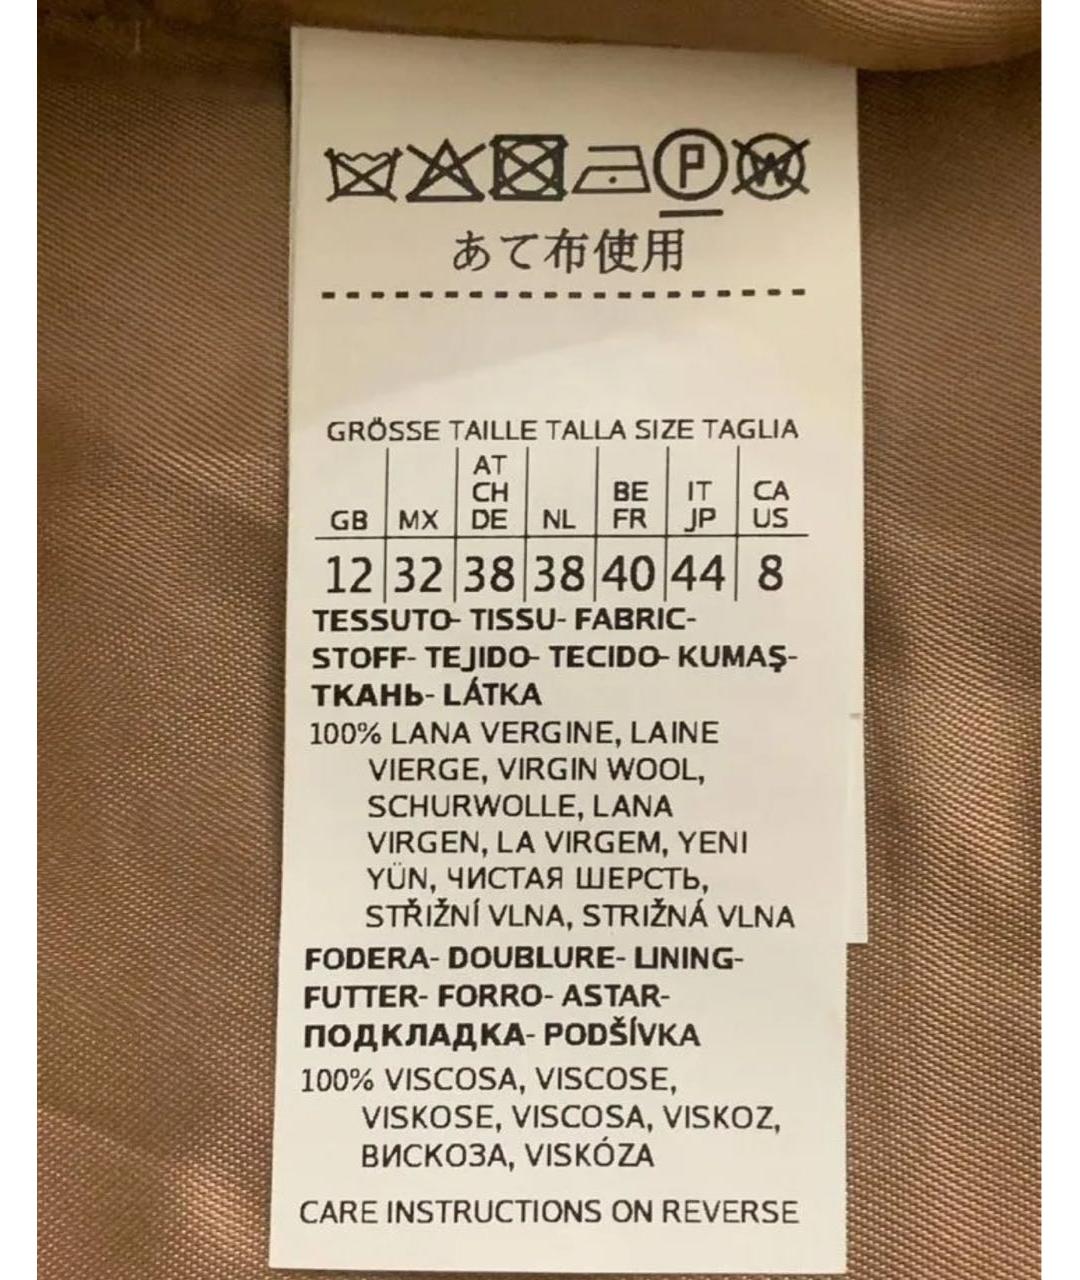 P W
あて布使用
GRÖSSE TAILLE TALLA SIZE TAGLIA
GB MX AT CH DE NL BE FR IT JP CA US
12 32 38 38 40 44 8
TESSUTO- TISSU- FABRIC-
STOFF- TEJIDO- TECIDO- KUMAŞ-
ТКАНЬ- LÁTKA
100% LANA VERGINE, LAINE
VIERGE, VIRGIN WOOL,
SCHURWOLLE, LANA
VIRGEN, LA VIRGEM, YENI
YÜN, ЧИСТАЯ ШЕРСТЬ,
STŘIŽNÍ VLNA, STRIŽNÁ VLNA
FODERA- DOUBLURE- LINING-
FUTTER- FORRO- ASTAR-
ПОДКЛАДКА- PODŠÍVKA
100% VISCOSA, VISCOSE,
VISKOSE, VISCOSA, VISKOZ,
ВИСКОЗА, VISKÓZA
CARE INSTRUCTIONS ON REVERSE